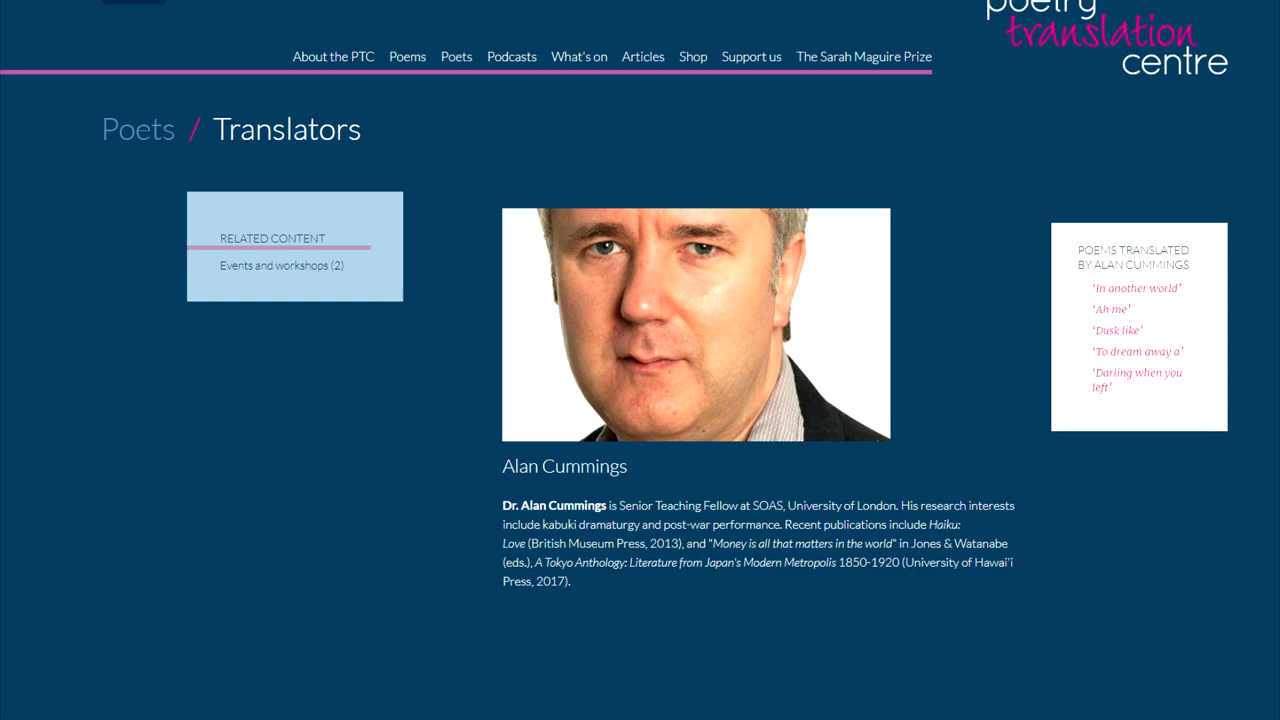 poetry
translation
centre
About the PTC Poems Poets Podcasts What's on Articles Shop Support us The Sarah Maguire Prize
Poets / Translators
RELATED CONTENT
Events and workshops (2)
Alan Cummings
Dr. Alan Cummings is Senior Teaching Fellow at SOAS, University of London. His research interests
include kabuki dramaturgy and post-war performance. Recent publications include Haiku:
Love (British Museum Press, 2013), and "Money is all that matters in the world" in Jones & Watanabe
(eds.), A Tokyo Anthology: Literature from Japan's Modern Metropolis 1850-1920 (University of Hawai'i
Press, 2017).
POEMS TRANSLATED
BY ALAN CUMMINGS
‘In another world’
‘Ah me’
‘Dusk like’
‘To dream away a’
‘Darling when you
left’